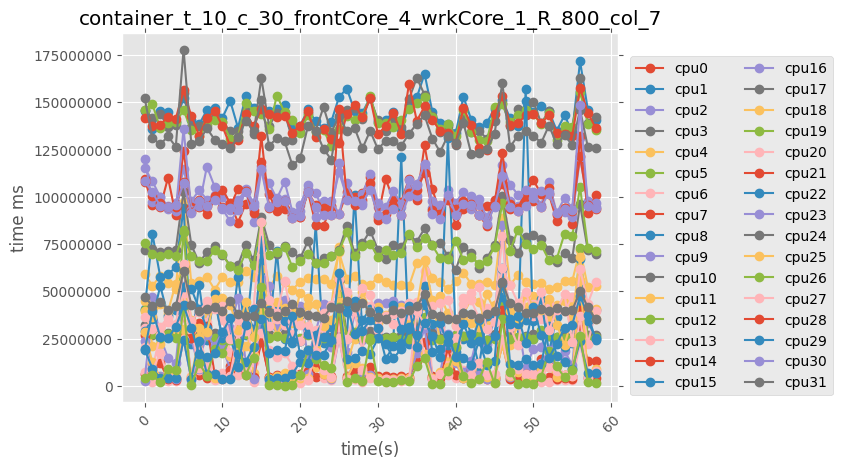 container_t_10_c_30_frontCore_4_wrkCore_1_R_800_col_7
time ms
175000000
150000000
125000000
100000000
75000000
50000000
25000000
0
0
10
20
30
40
50
60
time(s)
cpu0
cpu1
cpu2
cpu3
cpu4
cpu5
cpu6
cpu7
cpu8
cpu9
cpu10
cpu11
cpu12
cpu13
cpu14
cpu15
cpu16
cpu17
cpu18
cpu19
cpu20
cpu21
cpu22
cpu23
cpu24
cpu25
cpu26
cpu27
cpu28
cpu29
cpu30
cpu31